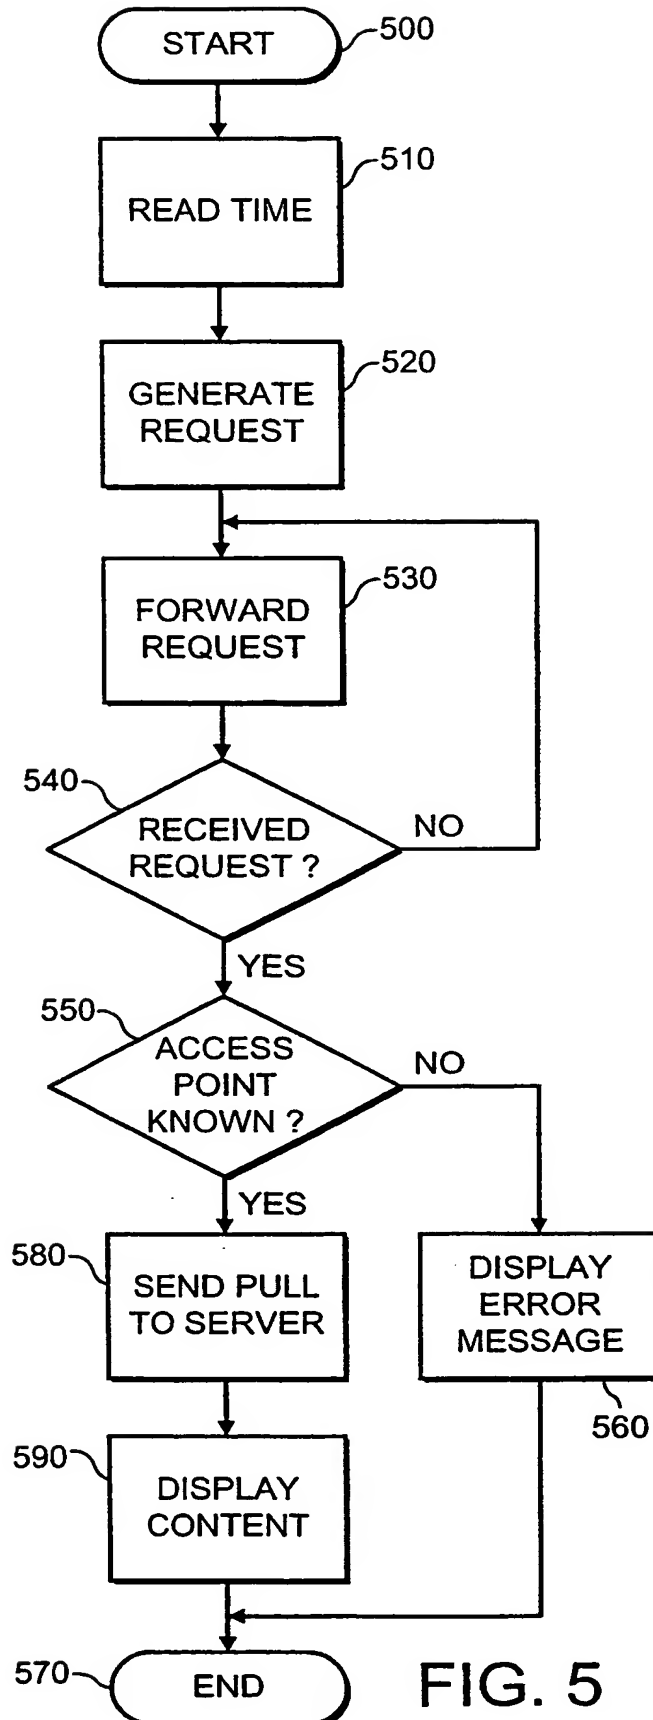 START
500
510
READ TIME
520
GENERATE
REQUEST
530
FORWARD
REQUEST
540
RECEIVED
REQUEST ?
NO
YES
550
ACCESS
POINT
KNOWN ?
NO
YES
580
SEND PULL
TO SERVER
DISPLAY
ERROR
MESSAGE
560
590
DISPLAY
CONTENT
570
END
FIG. 5